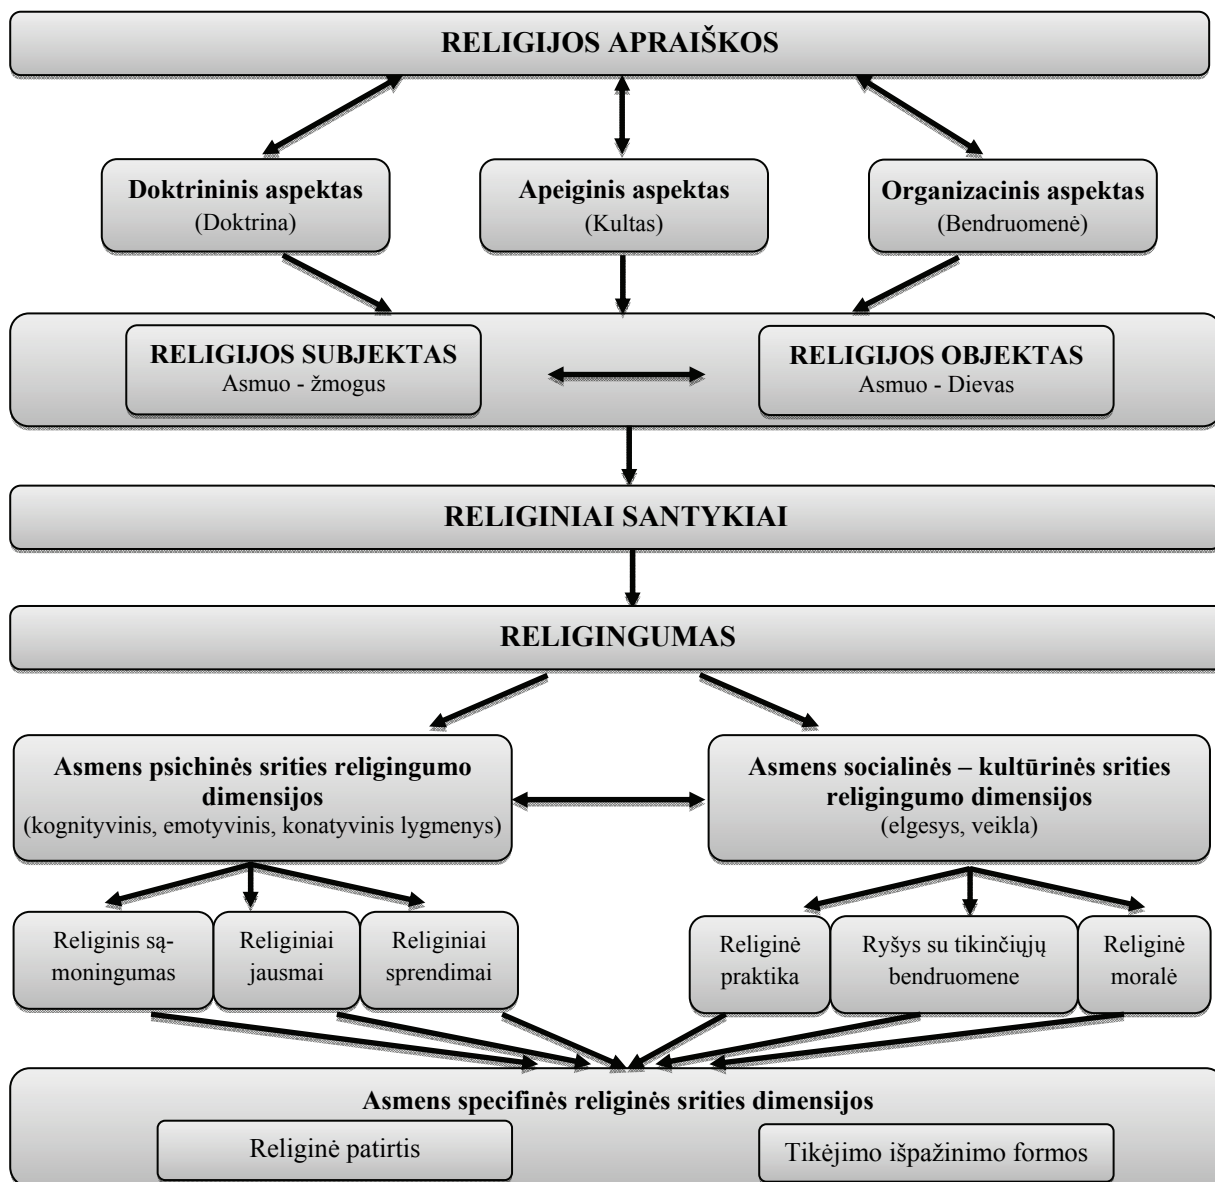 RELIGIJOS APRAIŠKOS
Doktrininis aspektas
(Doktrina)
Apeiginis aspektas
(Kultas)
Organizacinis aspektas
(Bendruomenė)
RELIGIJOS SUBJEKTAS
Asmuo - žmogus
RELIGIJOS OBJEKTAS
Asmuo - Dievas
RELIGINIAI SANTYKIAI
RELIGINGUMAS
Asmens psichinės srities religingumo
dimensijos
(kognityvinis, emotyvinis, konatyvinis lygmenys)
Asmens socialinės – kultūrinės srities
religingumo dimensijos
(elgesys, veikla)
Religinis są-
moningumas
Religiniai
jausmai
Religiniai
sprendimai
Religinė
praktika
Ryšys su tikinčiųjų
bendruomene
Religinė
moralė
Asmens specifinės religinės srities dimensijos
Religinė patirtis
Tikėjimo išpažinimo formos